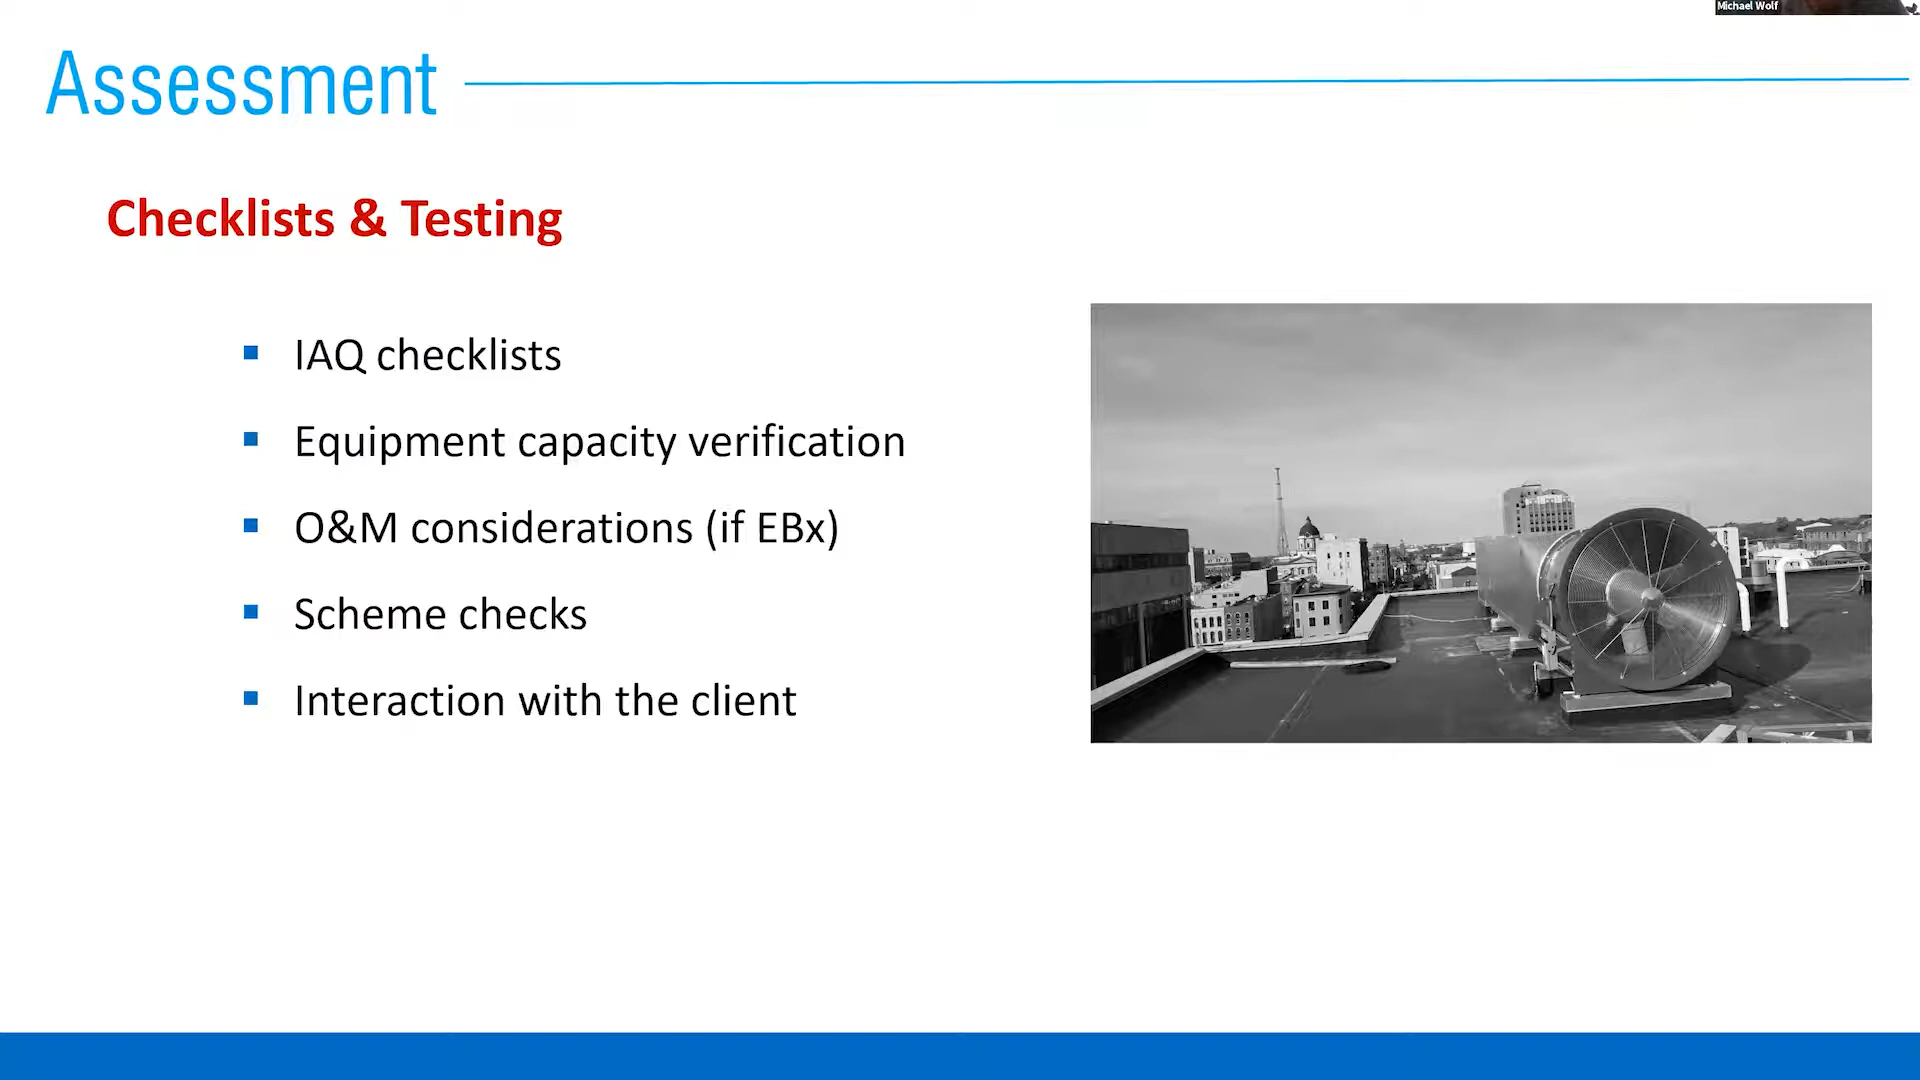 Michael Wolf
Assessment
Checklists & Testing
IAQ checklists
Equipment capacity verification
O&M considerations (if EBx)
Scheme checks
Interaction with the client